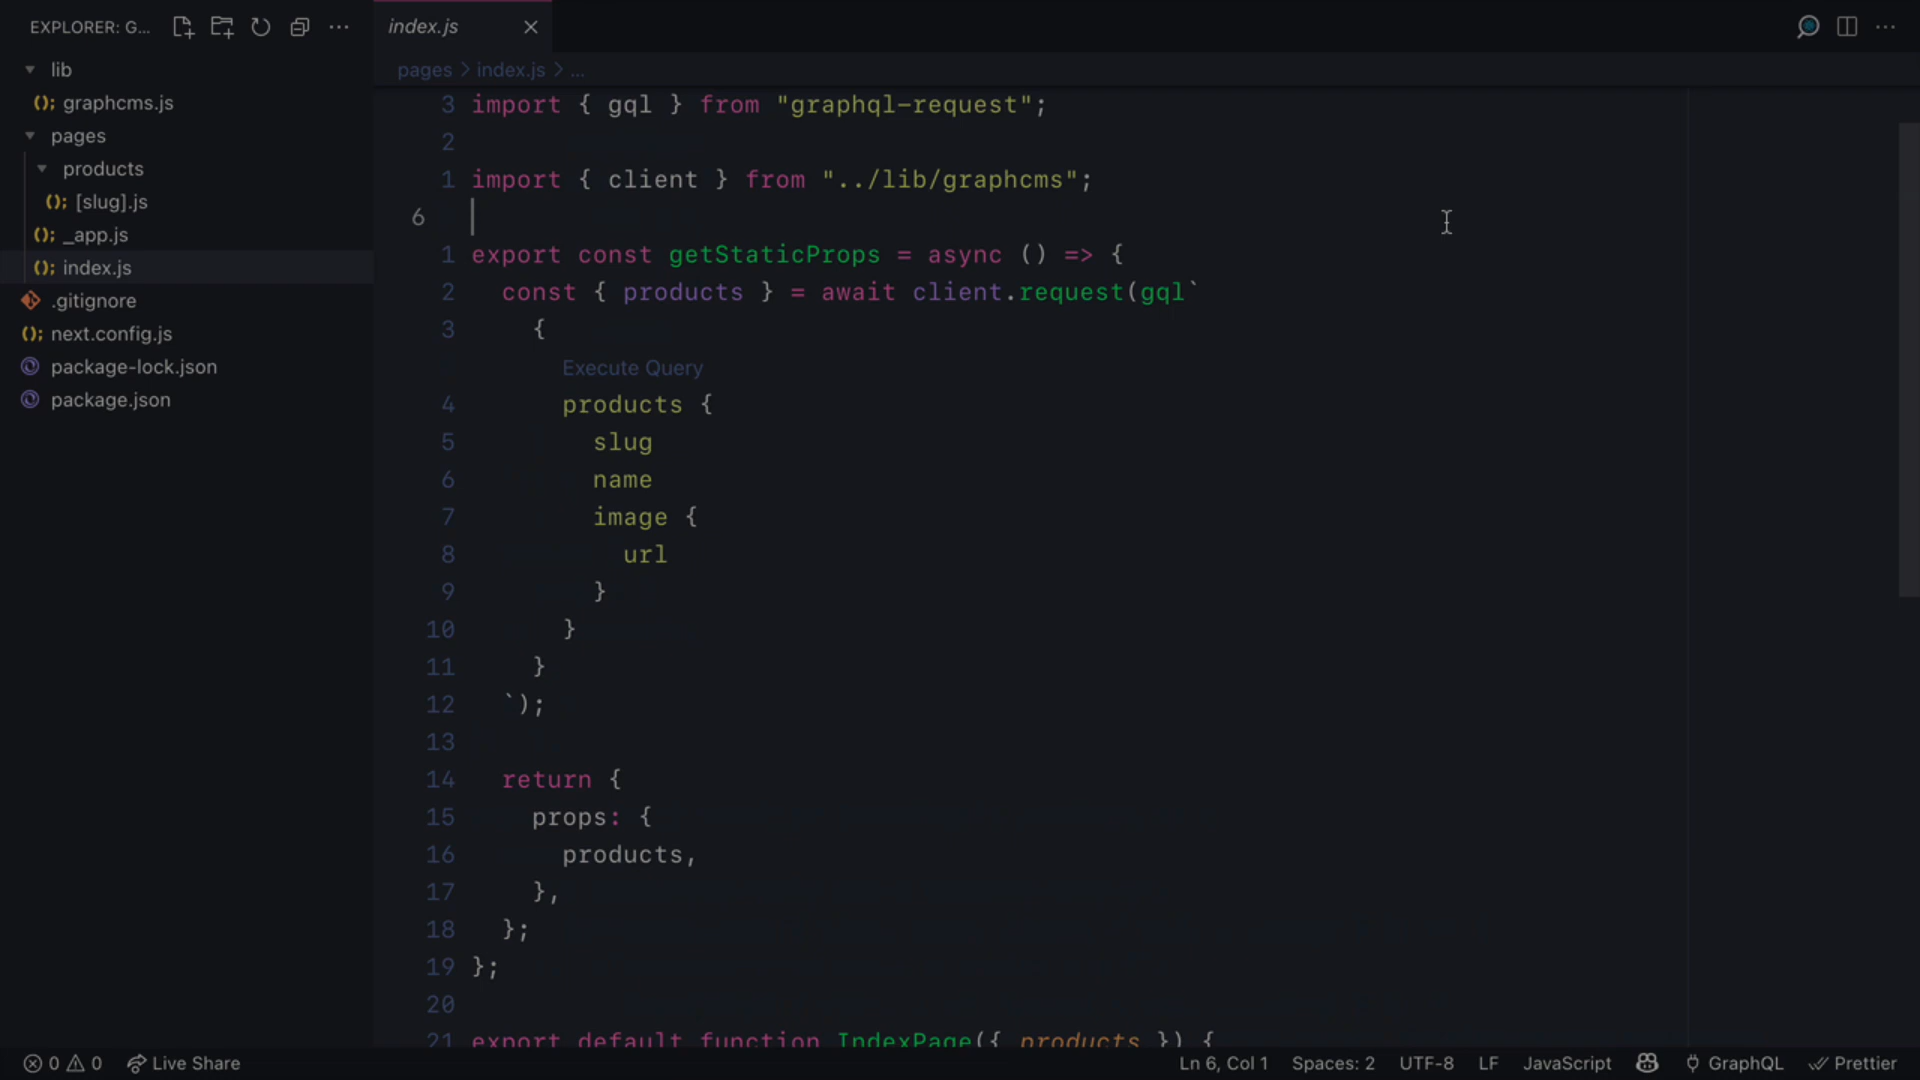 EXPLORER: G...
lib
graphcms.js
pages
products
[slug].js
_app.js
index.js
.gitignore
next.config.js
package-lock.json
package.json
index.js
pages > index.js > ...
3 import { gql } from "graphql-request";
2
1 import { client } from "../lib/graphcms";
6
1 export const getStaticProps = async () => {
2 const { products } = await client.request(gql`
3 {
Execute Query
4 products {
5 slug
6 name
7 image {
8 url
9 }
10 }
11 }
12 `);
13
14 return {
15 props: {
16 products,
17 },
18 };
19 };
20
21 export default function IndexPage({ products }) {
0 0 Live Share Ln 6, Col 1 Spaces: 2 UTF-8 LF JavaScript GraphQL Prettier